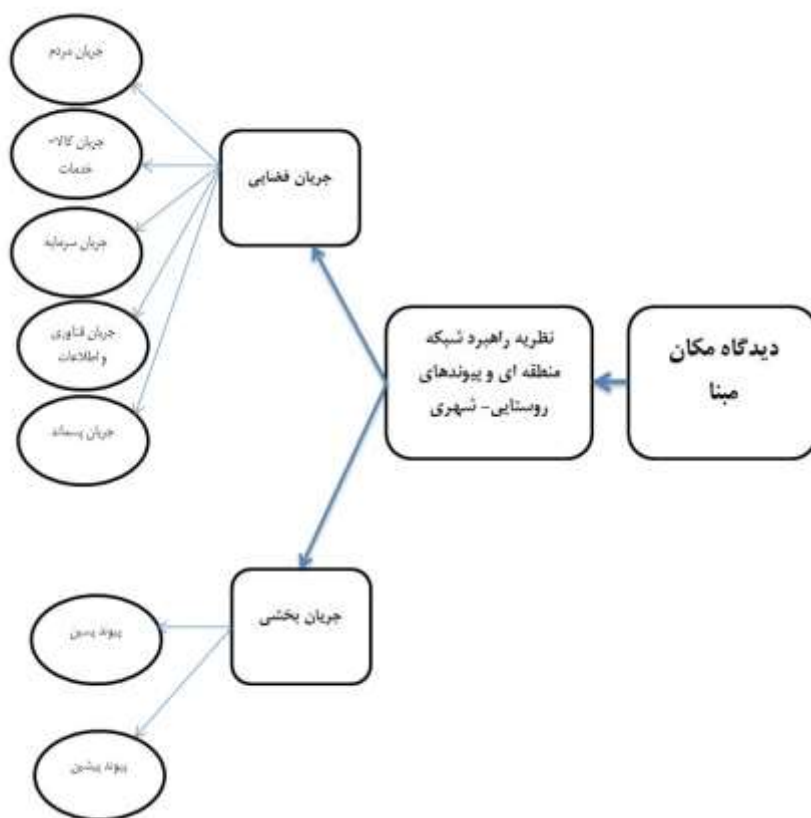 دیدگاه مکان
مبنا
نظریه راهبرد شبکه
منطقه ای و پیوندهای
روستایی- شهری
جریان فضایی
جریان مردم
جریان کالا-
خدمات
جریان سرمایه
جریان فناوری
و اطلاعات
جریان پسماند
جریان بخشی
پیوند پسین
پیوند پیشین